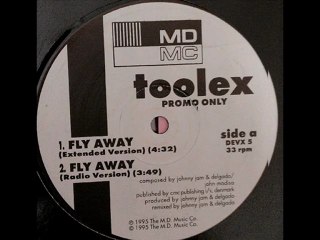 MD
MC
toolex
PROMO ONLY
side a
DEVX 5
33 rpm
1. FLY AWAY
(Extended Version) (4:32)
2. FLY AWAY
(Radio Version) (3:49)
composed by johnny jam & delgado/
john modisa
published by cmc publishing i/s, denmark
produced by johnny jam & delgado
remixed by johnny jam & delgado
℗ 1995 The M.D. Music Co.
© 1995 The M.D. Music Co.